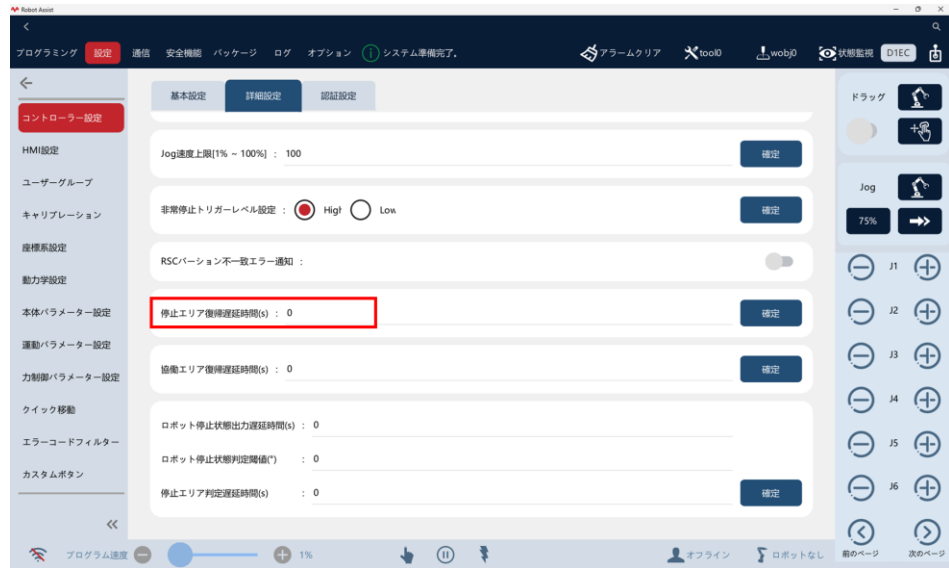 Robot Assist
プログラミング 設定 通信 安全機能 パッケージ ログ オプション システム準備完了. アラームクリア tool0 wobj0 状態監視 D1EC
コントローラー設定
HMI設定
ユーザーグループ
キャリブレーション
座標系設定
動力学設定
本体パラメーター設定
運動パラメーター設定
力制御パラメーター設定
クイック移動
エラーコードフィルター
カスタムボタン
基本設定 詳細設定 認証設定
Jog速度上限[1% ~ 100%] : 100 確定
非常停止トリガーレベル設定 : High Low 確定
RSCバージョン不一致エラー通知 :
停止エリア復帰遅延時間(s) : 0 確定
協働エリア復帰遅延時間(s) : 0 確定
ロボット停止状態出力遅延時間(s) : 0
ロボット停止状態判定閾値(°) : 0
停止エリア判定遅延時間(s) : 0 確定
ドラッグ
Jog
75%
J1
J2
J3
J4
J5
J6
前のページ 次のページ
プログラム速度 1% オフライン ロボットなし